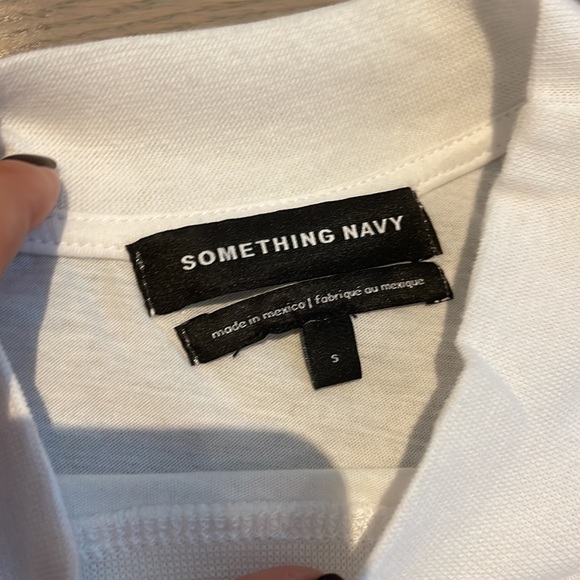 SOMETHING NAVY
made in mexico | fabriqué au mexique
S